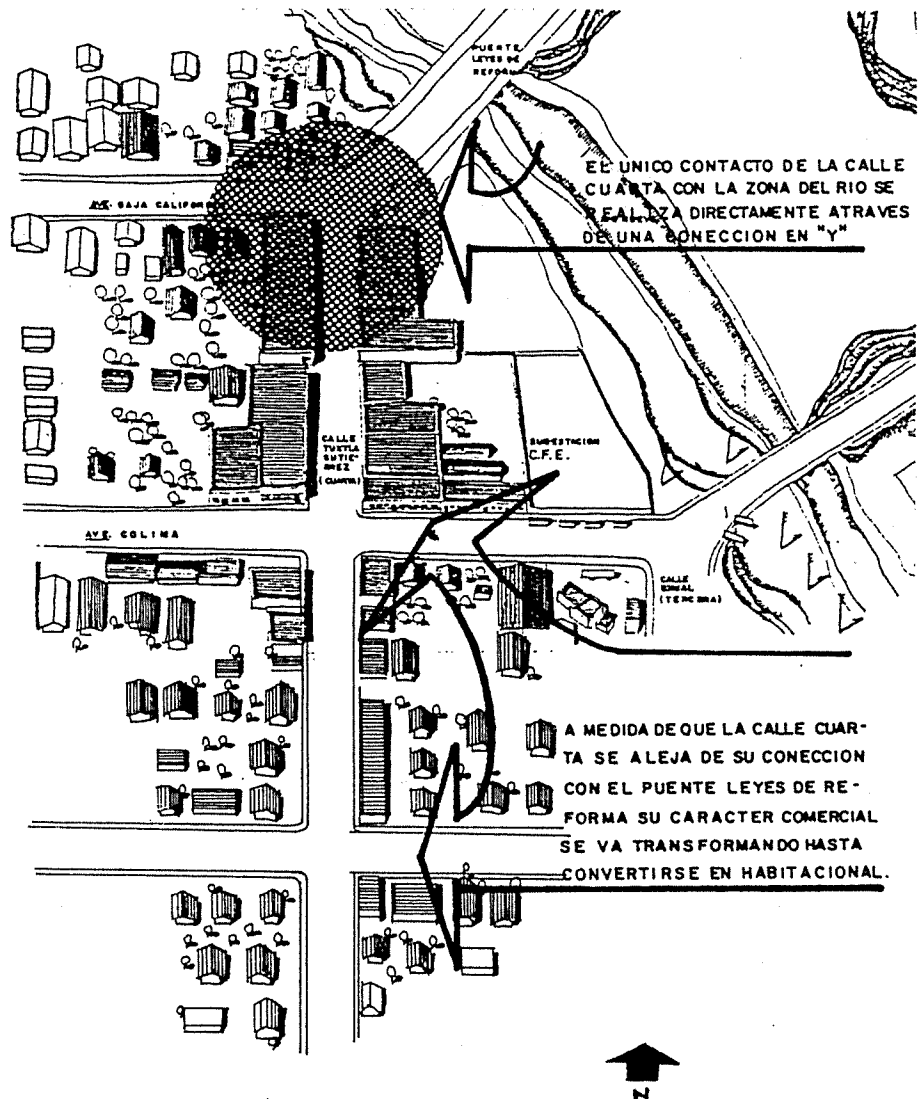 PUENTE
LEYES DE
REFORMA
EL UNICO CONTACTO DE LA CALLE
CUARTA CON LA ZONA DEL RIO SE
REALIZA DIRECTAMENTE ATRAVES
DE UNA CONECCION EN "Y"
AVE. BAJA CALIFOR
CALLE
TUXTLA
GUTIE-
RREZ
(CUARTA)
SUBESTACION
C.F.E.
AVE. COLIMA
CALLE
(TERCERA)
A MEDIDA DE QUE LA CALLE CUAR-
TA SE ALEJA DE SU CONECCION
CON EL PUENTE LEYES DE RE-
FORMA SU CARACTER COMERCIAL
SE VA TRANSFORMANDO HASTA
CONVERTIRSE EN HABITACIONAL.
N